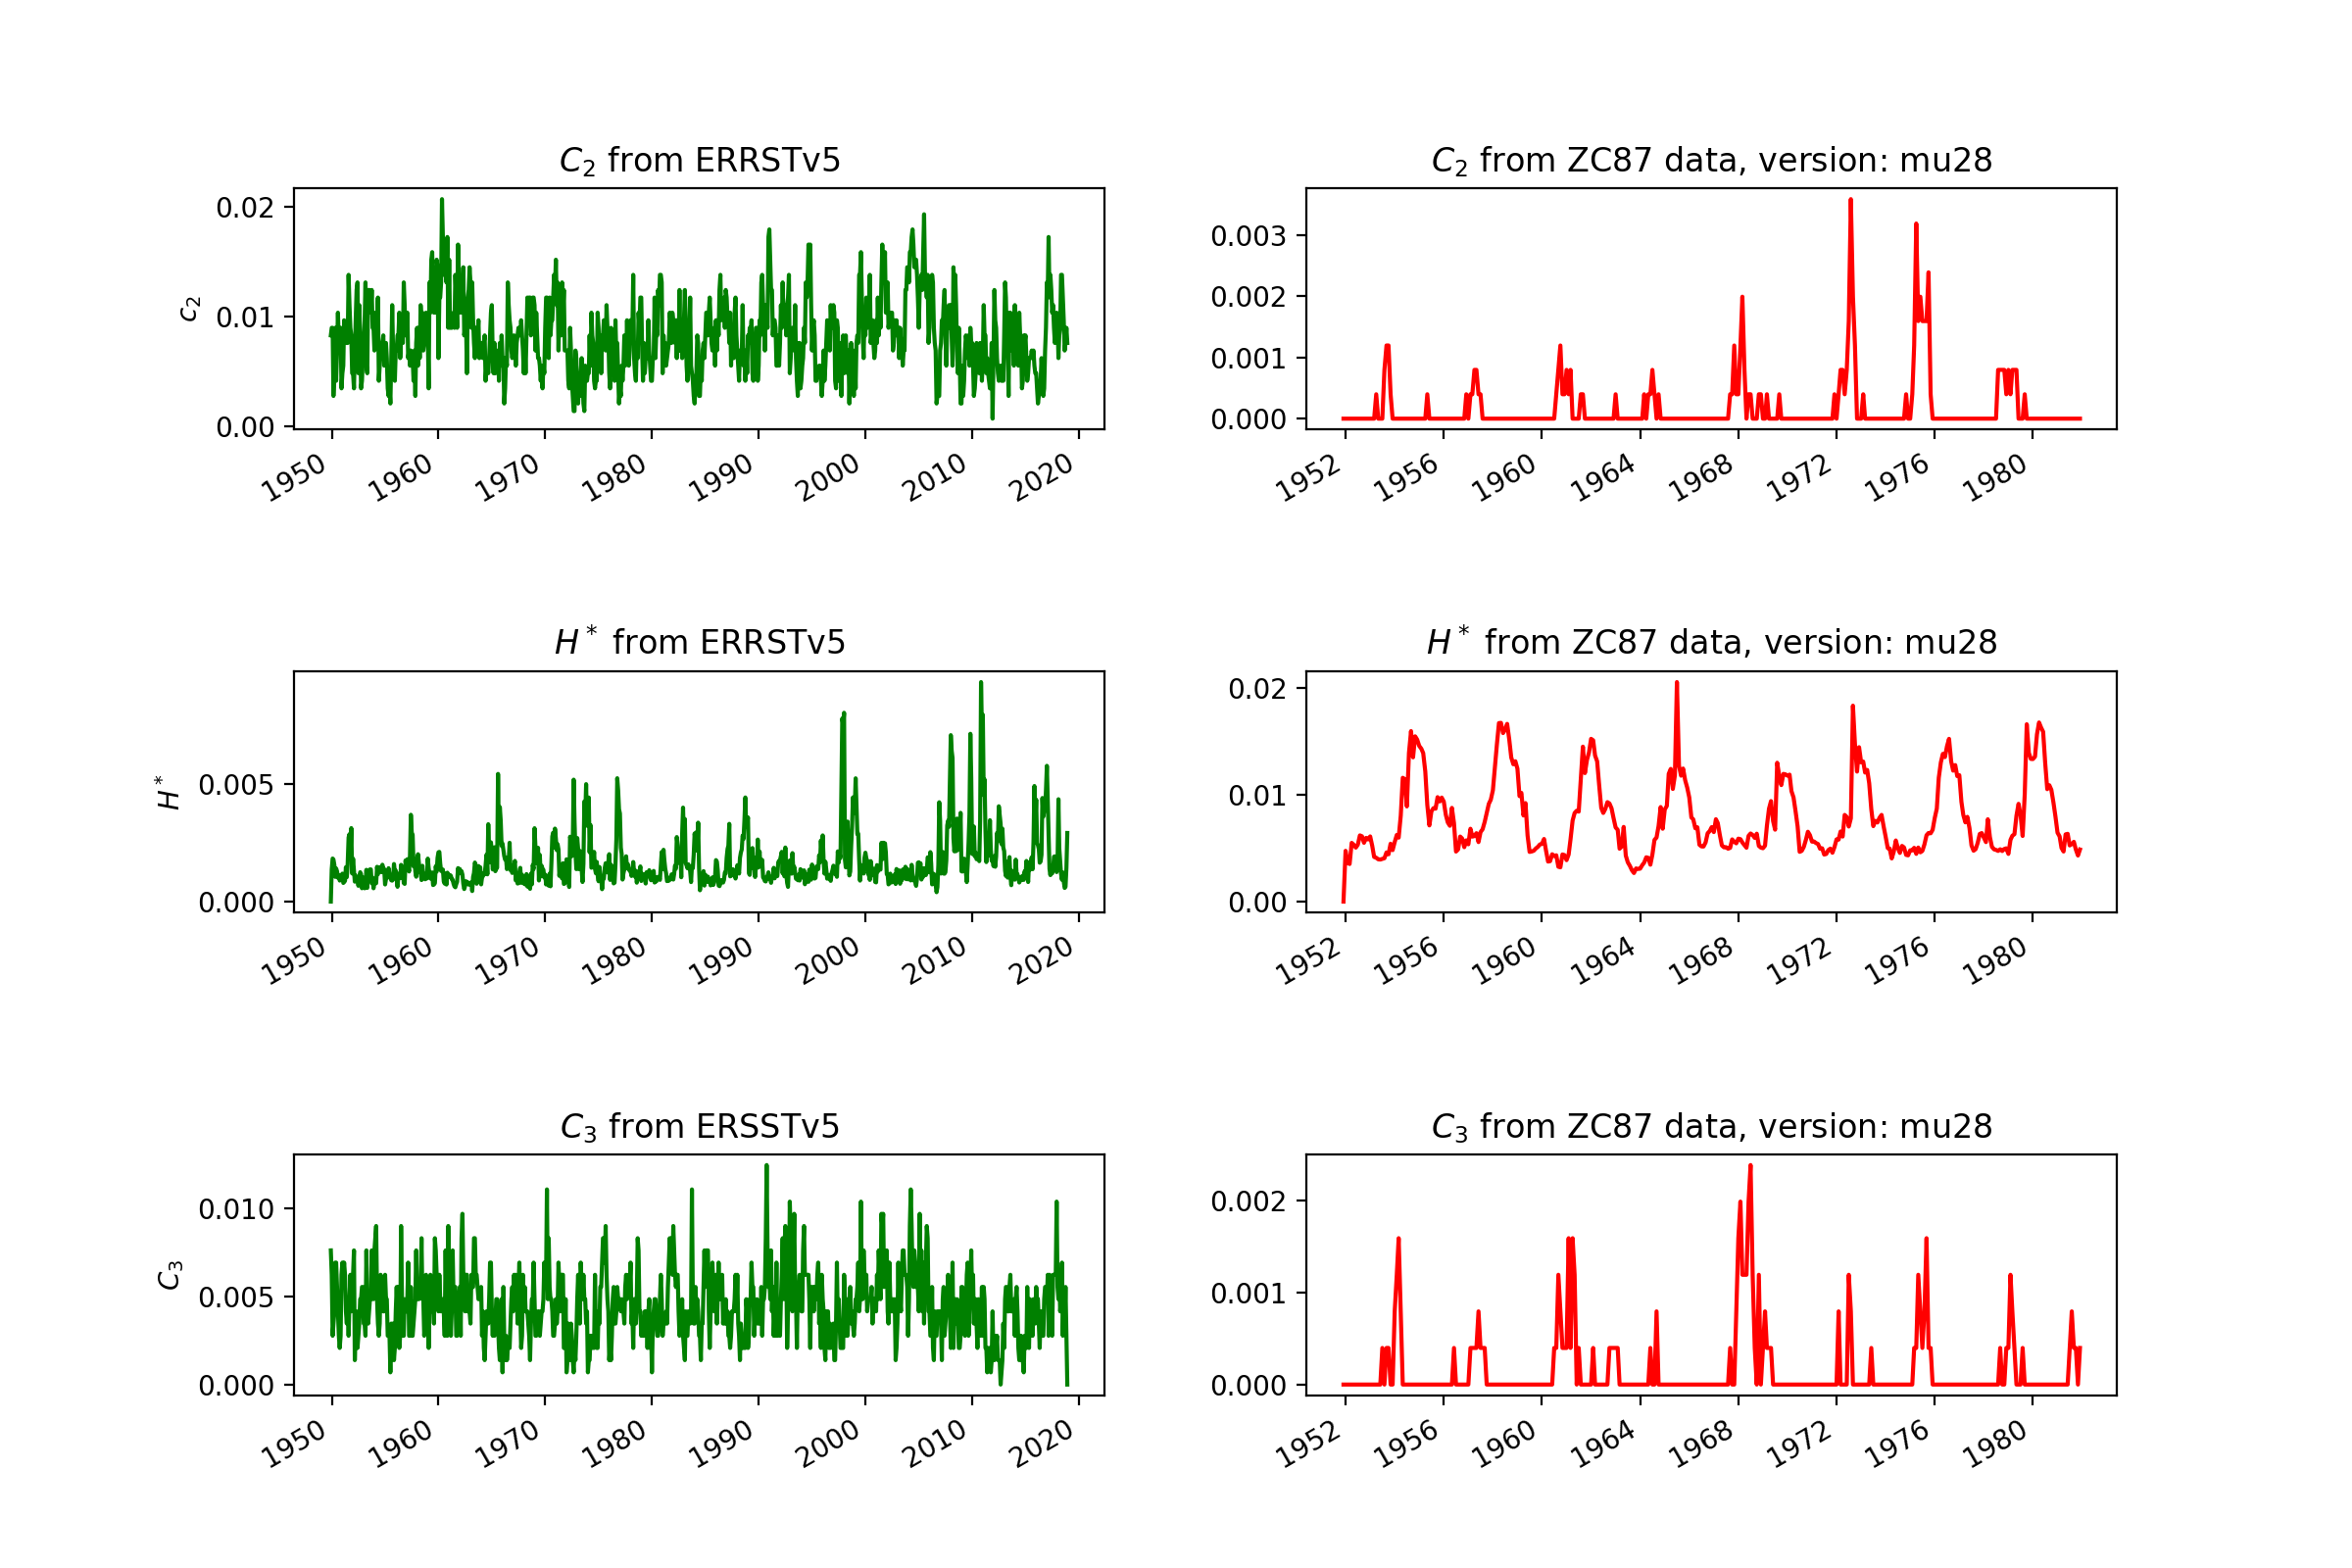 C₂ from ERRSTv5
C₂ from ZC87 data, version: mu28
c₂
0.02
0.01
0.00
1950 1960 1970 1980 1990 2000 2010 2020
0.003
0.002
0.001
0.000
1952 1956 1960 1964 1968 1972 1976 1980
H* from ERRSTv5
H* from ZC87 data, version: mu28
H*
0.005
0.000
1950 1960 1970 1980 1990 2000 2010 2020
0.02
0.01
0.00
1952 1956 1960 1964 1968 1972 1976 1980
C₃ from ERSSTv5
C₃ from ZC87 data, version: mu28
C₃
0.010
0.005
0.000
1950 1960 1970 1980 1990 2000 2010 2020
0.002
0.001
0.000
1952 1956 1960 1964 1968 1972 1976 1980